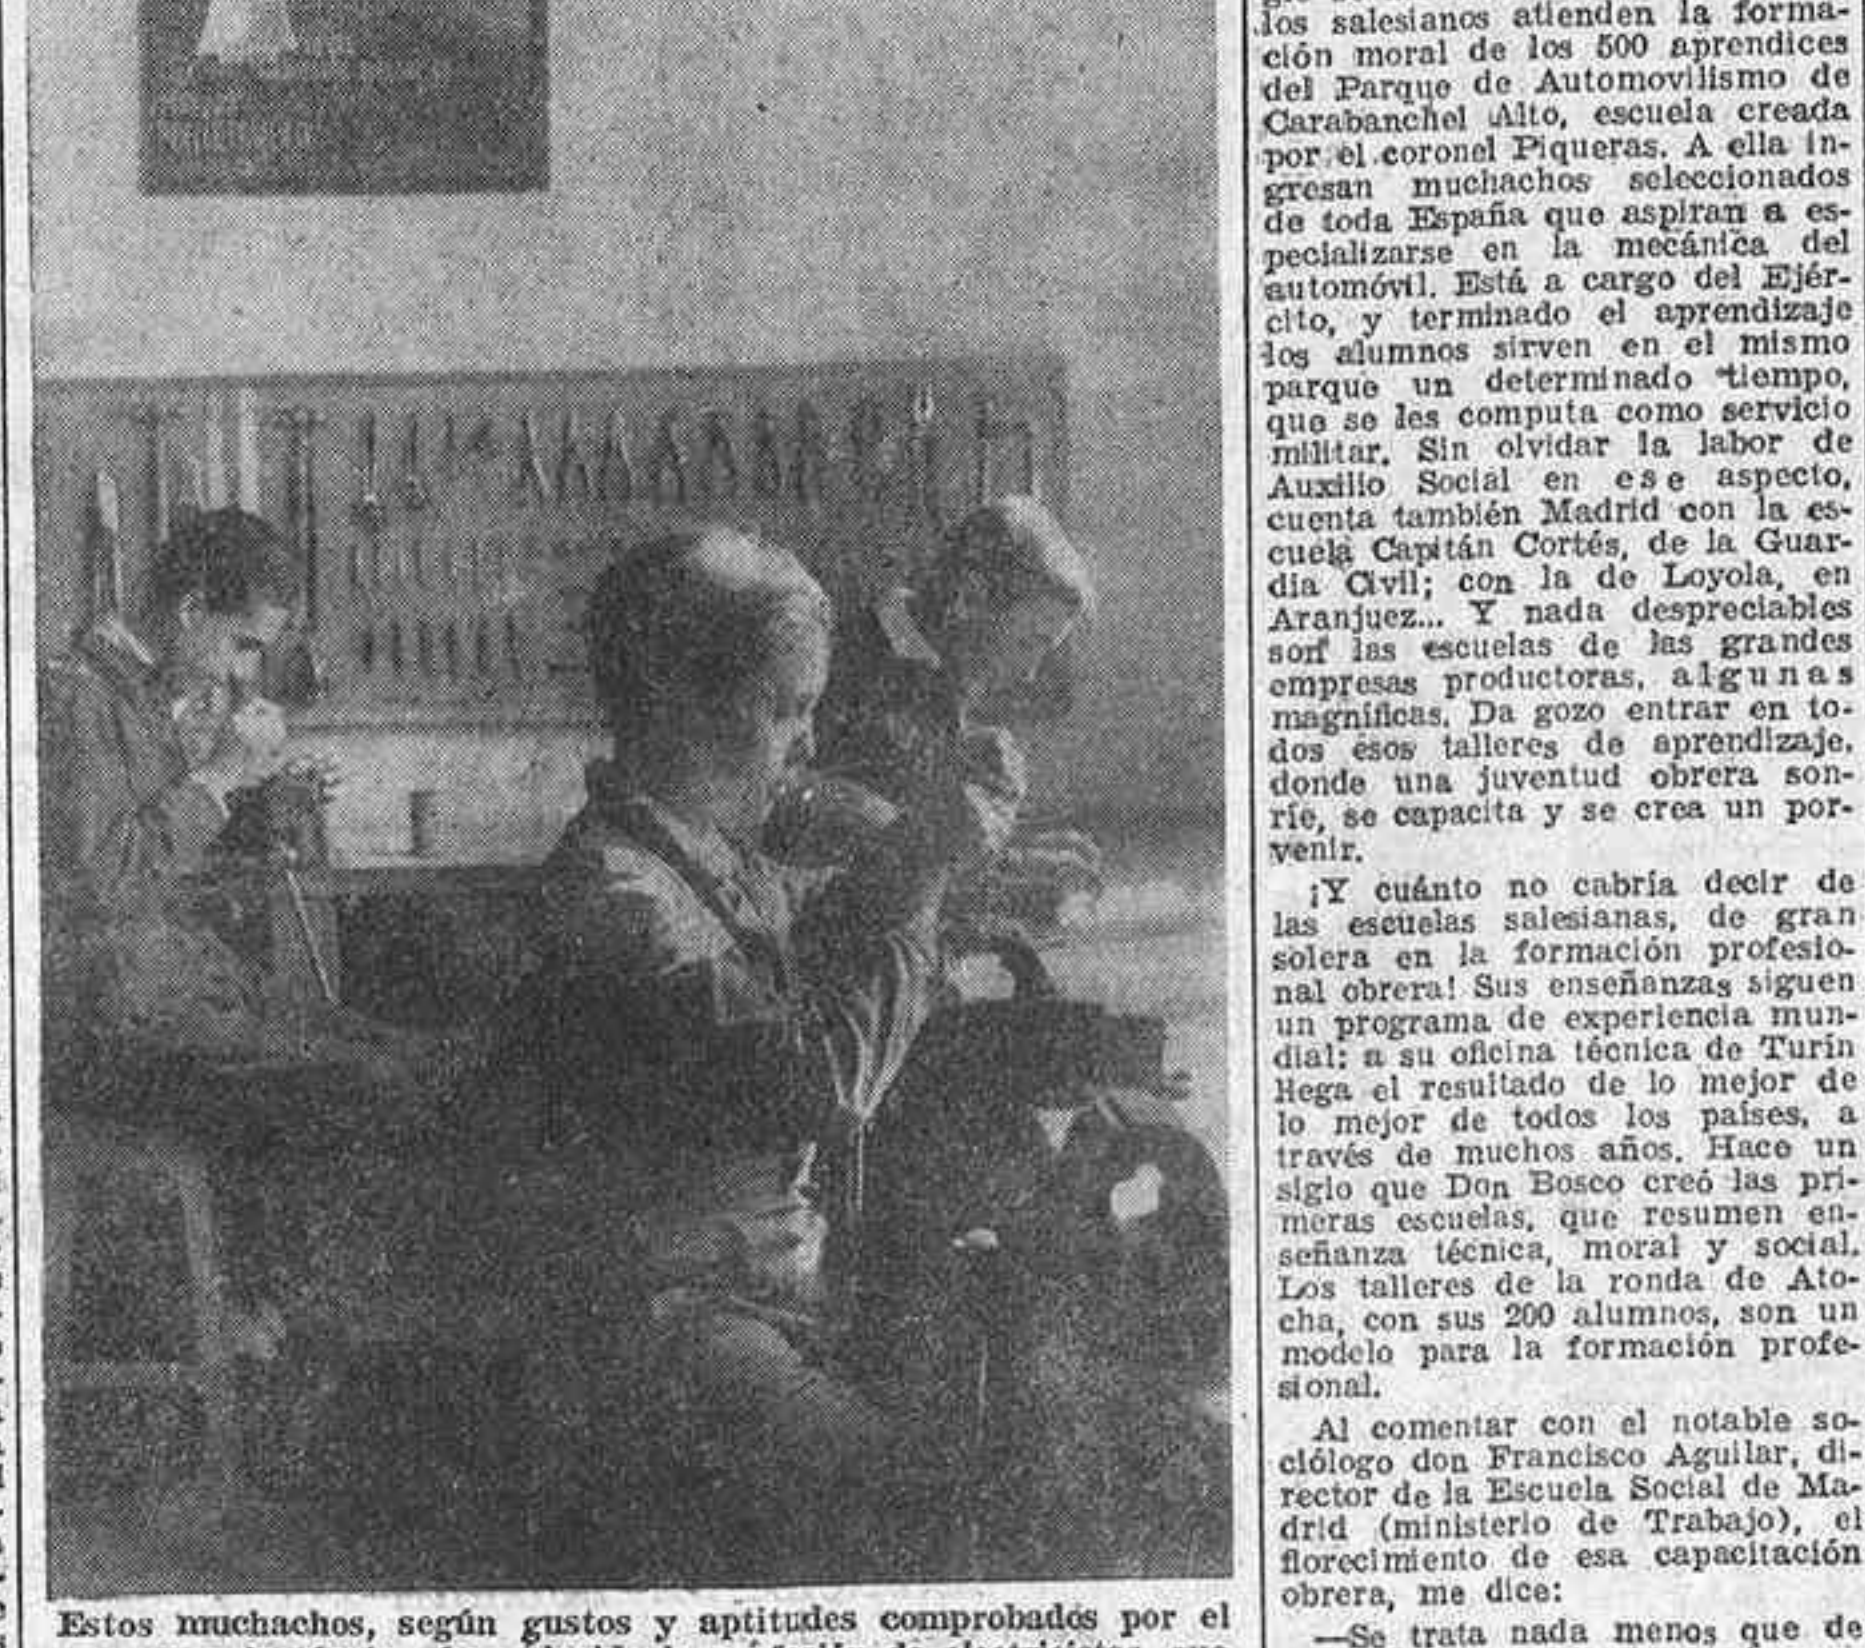 los salesianos atienden la forma-
ción moral de los 500 aprendices
del Parque de Automovilismo de
Carabanchel Alto, escuela creada
por el coronel Piqueras. A ella in-
gresan muchachos seleccionados
de toda España que aspiran a es-
pecializarse en la mecánica del
automóvil. Está a cargo del Ejér-
cito, y terminado el aprendizaje
los alumnos sirven en el mismo
parque un determinado tiempo,
que se les computa como servicio
militar. Sin olvidar la labor de
Auxilio Social en ese aspecto,
cuenta también Madrid con la es-
cuela Capitán Cortés, de la Guar-
dia Civil; con la de Loyola, en
Aranjuez... Y nada despreciables
son las escuelas de las grandes
empresas productoras, algunas
magníficas. Da gozo entrar en to-
dos esos talleres de aprendizaje,
donde una juventud obrera son-
ríe, se capacita y se crea un por-
venir.
¡Y cuánto no cabría decir de
las escuelas salesianas, de gran
solera en la formación profesio-
nal obrera! Sus enseñanzas siguen
un programa de experiencia mun-
dial: a su oficina técnica de Turín
llega el resultado de lo mejor de
lo mejor de todos los países, a
través de muchos años. Hace un
siglo que Don Bosco creó las pri-
meras escuelas, que resumen en-
señanza técnica, moral y social.
Los talleres de la ronda de Ato-
cha, con sus 200 alumnos, son un
modelo para la formación profe-
sional.
Al comentar con el notable so-
ciólogo don Francisco Aguilar, di-
rector de la Escuela Social de Ma-
drid (ministerio de Trabajo), el
florecimiento de esa capacitación
obrera, me dice:
—Se trata nada menos que de
Estos muchachos, según gustos y aptitudes comprobados por el